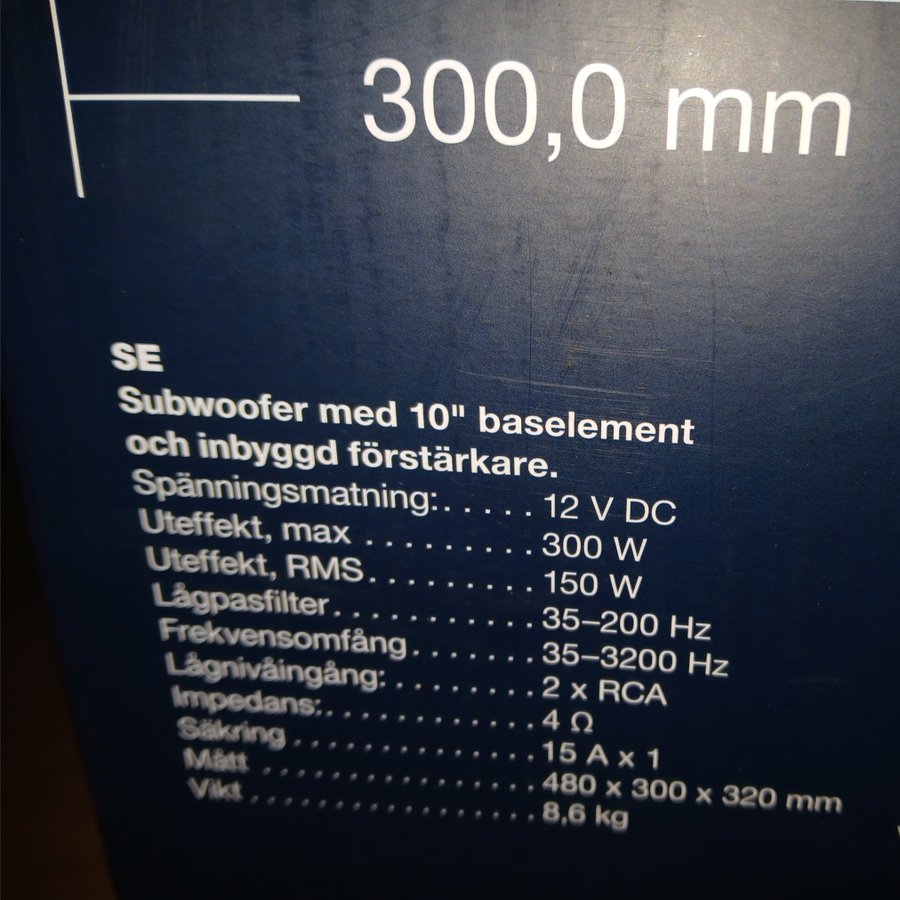 300,0 mm
SE
Subwoofer med 10" baselement
och inbyggd förstärkare.
Spänningsmatning:...... 12 V DC
Uteffekt, max .......... 300 W
Uteffekt, RMS.......... 150 W
Lågpasfilter............ 35–200 Hz
Frekvensomfång........ 35–3200 Hz
Lågnivåingång:......... 2 x RCA
Impedans:............. 4 Ω
Säkring ............... 15 A x 1
Mått ................. 480 x 300 x 320 mm
Vikt .................. 8,6 kg